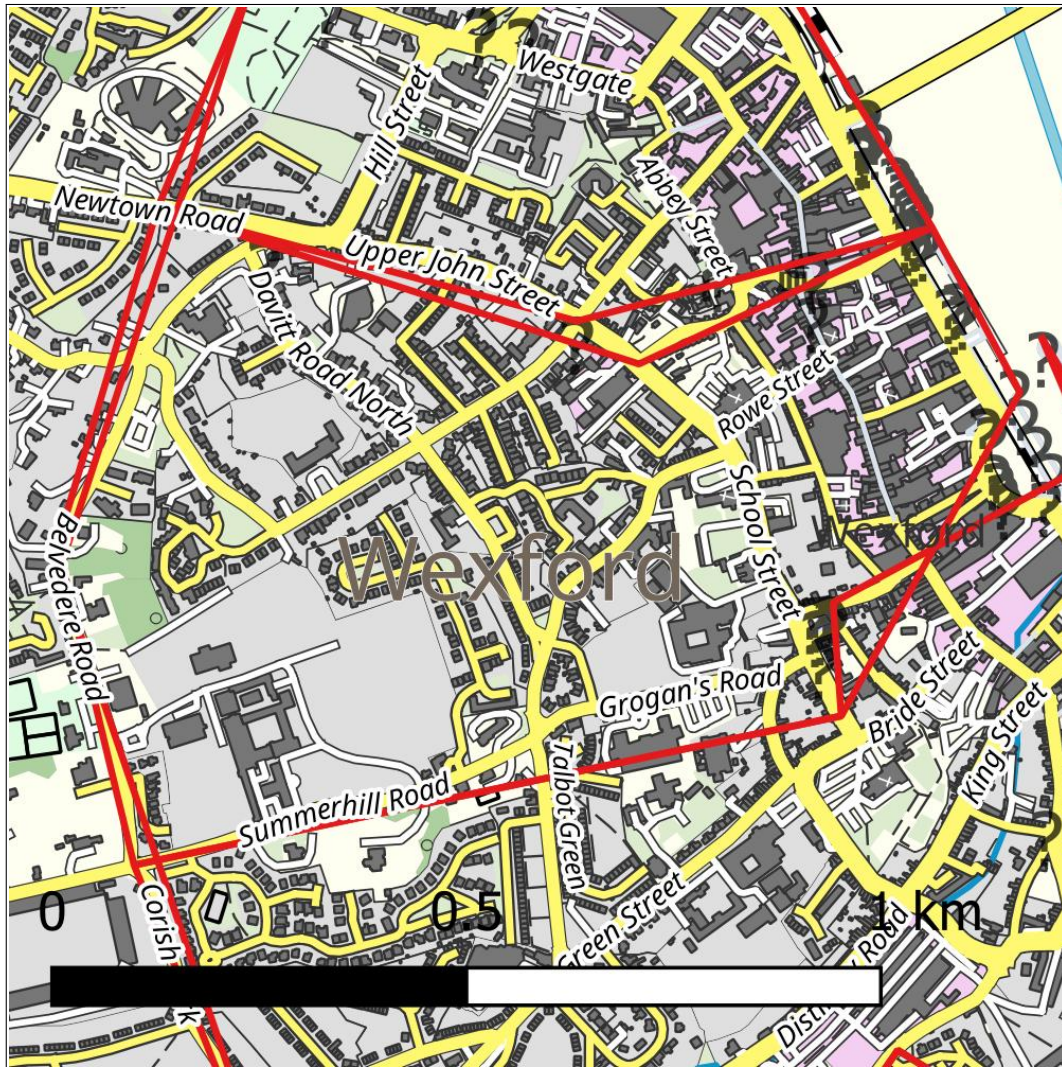 Westgate
Hill Street
Abbey Street
Newtown Road
Upper John Street
Davitt Road North
Rowe Street
School Street
Wexford
Wexford
Belvedere Road
Grogan's Road
Bride Street
King Street
Talbot Green
Summerhill Road
Corish
Green Street
Road
0 0.5 1 km